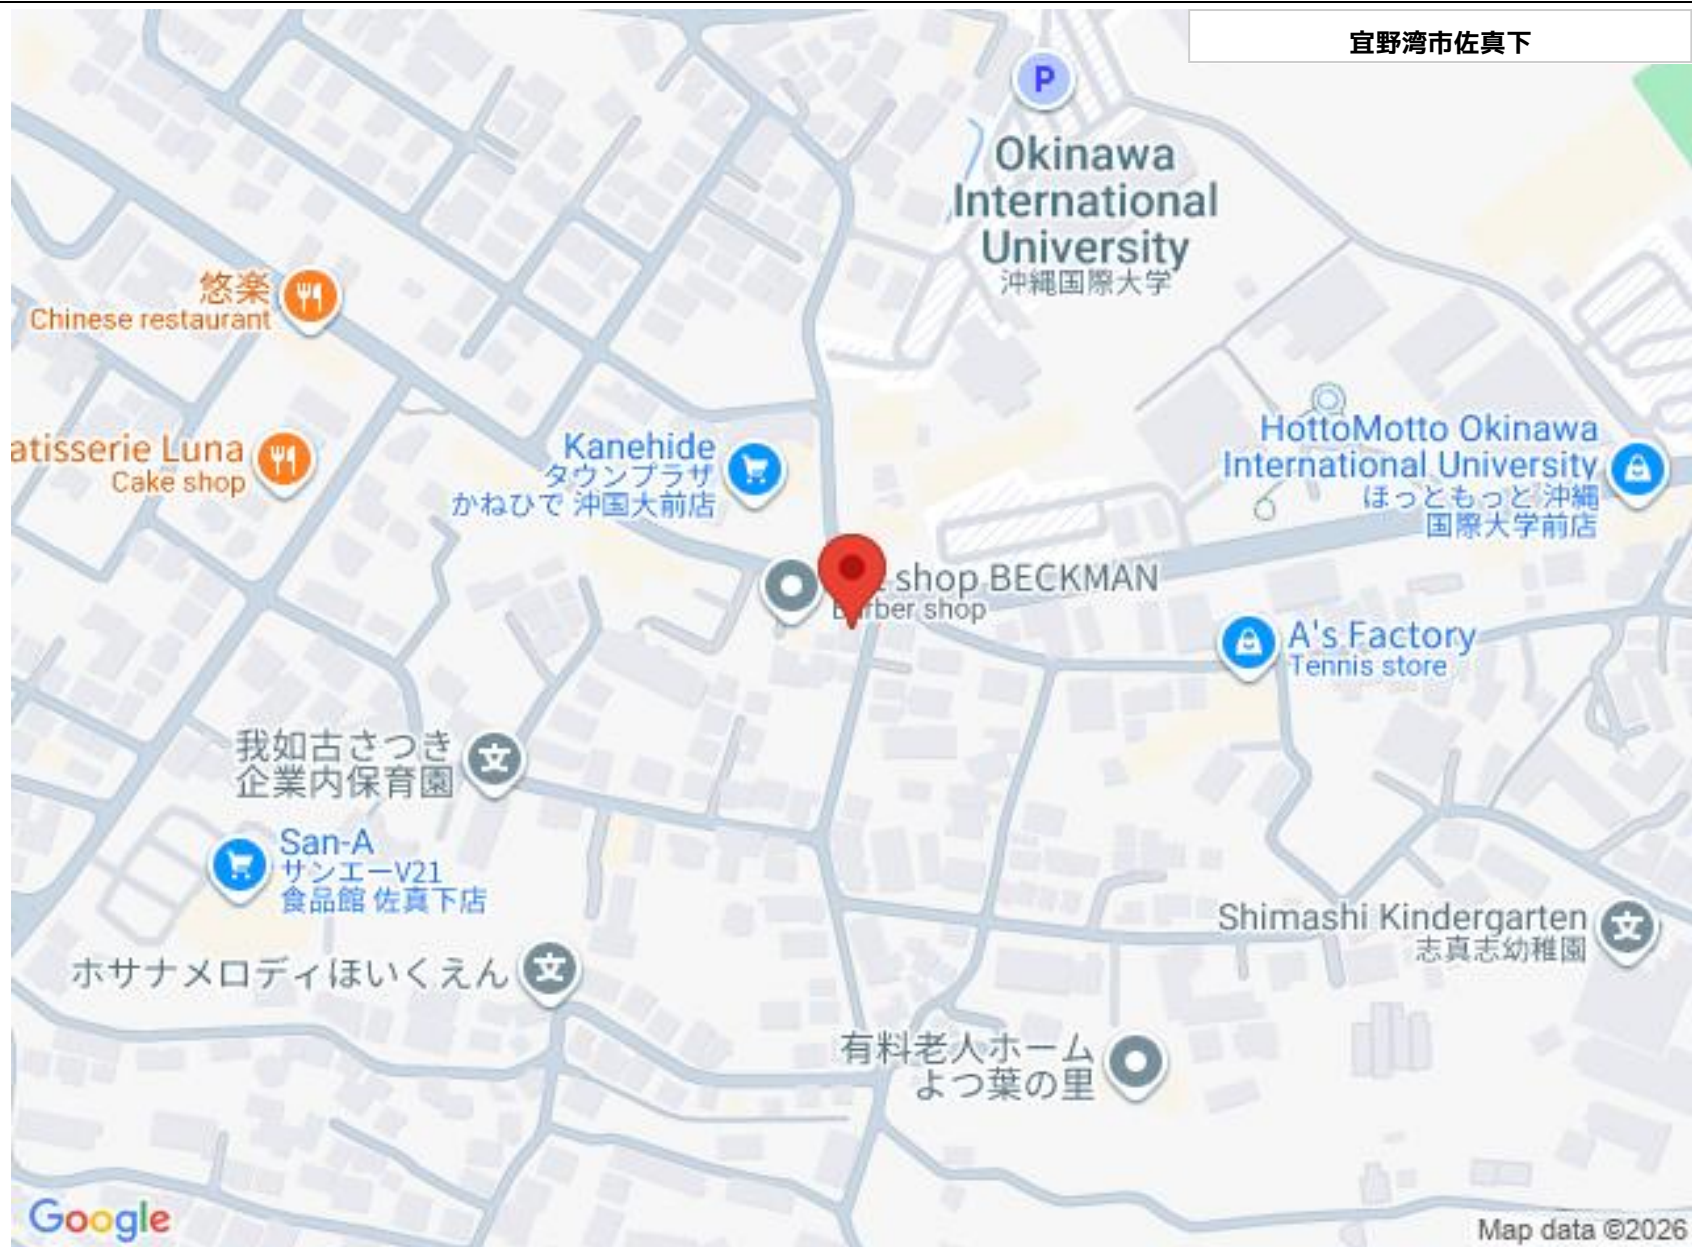 宜野湾市佐真下
P
Okinawa
International
University
沖縄国際大学
悠楽
Chinese restaurant
atisserie Luna
Cake shop
Kanehide
タウンプラザ
かねひで 沖国大前店
HottoMotto Okinawa
International University
ほっともっと 沖縄
国際大学前店
shop BECKMAN
Barber shop
A's Factory
Tennis store
我如古さつき
企業内保育園
San-A
サンエーV21
食品館 佐真下店
Shimashi Kindergarten
志真志幼稚園
ホサナメロディほいくえん
有料老人ホーム
よつ葉の里
Google
Map data ©2026